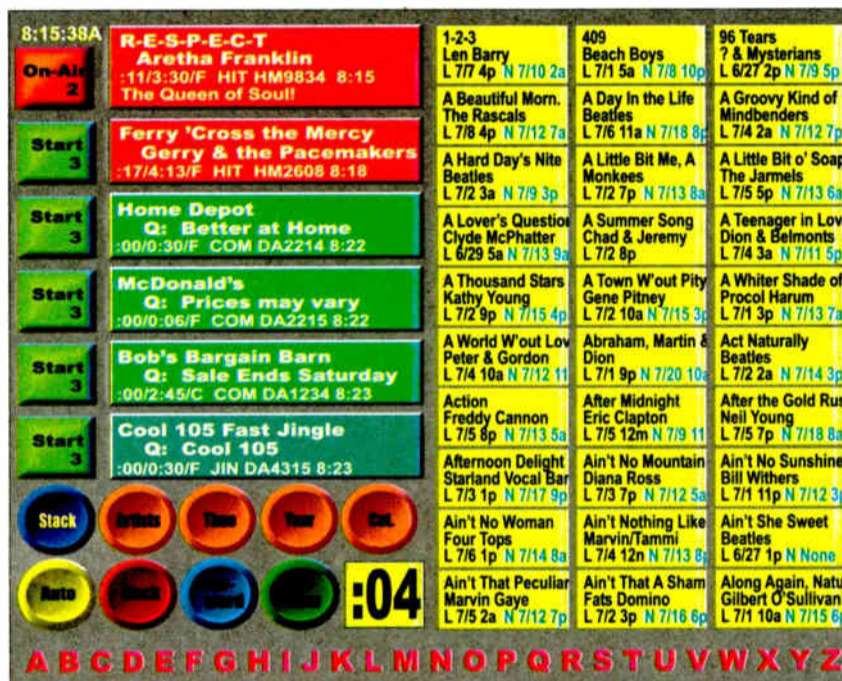 8:15:38A
On-Air
2
R-E-S-P-E-C-T
Aretha Franklin
:11/3:30/F HIT HM9834 8:15
The Queen of Soul!
Start
3
Ferry 'Cross the Mercy
Gerry & the Pacemakers
:17/4:13/F HIT HM2608 8:18
Start
3
Home Depot
Q: Better at Home
:00/0:30/F COM DA2214 8:22
Start
3
McDonald's
Q: Prices may vary
:00/0:06/F COM DA2215 8:22
Start
3
Bob's Bargain Barn
Q: Sale Ends Saturday
:00/2:45/C COM DA1234 8:23
Start
3
Cool 105 Fast Jingle
Q: Cool 105
:00/0:30/F JIN DA4315 8:23
Stack
Artists
Time
Year
Cat.
Auto
:04
1-2-3
Len Barry
L 7/7 4p N 7/10 2a
409
Beach Boys
L 7/1 5a N 7/8 10p
96 Tears
? & Mysterians
L 6/27 2p N 7/9 5p
A Beautiful Morn.
The Rascals
L 7/8 4p N 7/12 7a
A Day In the Life
Beatles
L 7/6 11a N 7/18 8p
A Groovy Kind of
Mindbenders
L 7/4 2a N 7/12 7p
A Hard Day's Nite
Beatles
L 7/2 3a N 7/9 3p
A Little Bit Me, A
Monkees
L 7/2 7p N 7/13 8a
A Little Bit o' Soap
The Jarmels
L 7/5 5p N 7/13 6a
A Lover's Question
Clyde McPhatter
L 6/29 5a N 7/13 9a
A Summer Song
Chad & Jeremy
L 7/2 8p
A Teenager in Lov
Dion & Belmonts
L 7/4 3a N 7/11 5p
A Thousand Stars
Kathy Young
L 7/2 9p N 7/15 4p
A Town W'out Pity
Gene Pitney
L 7/2 10a N 7/15 3p
A Whiter Shade of
Procol Harum
L 7/1 3p N 7/13 7a
A World W'out Lov
Peter & Gordon
L 7/4 10a N 7/12 11
Abraham, Martin &
Dion
L 7/1 9p N 7/20 10a
Act Naturally
Beatles
L 7/2 2a N 7/14 3p
Action
Freddy Cannon
L 7/5 8p N 7/13 5a
After Midnight
Eric Clapton
L 7/5 12m N 7/9 11
After the Gold Rus
Neil Young
L 7/5 7p N 7/18 8a
Afternoon Delight
Starland Vocal Ban
L 7/3 1p N 7/17 9p
Ain't No Mountain
Diana Ross
L 7/3 7p N 7/12 5a
Ain't No Sunshine
Bill Withers
L 7/1 11p N 7/12 3p
Ain't No Woman
Four Tops
L 7/6 1p N 7/14 8a
Ain't Nothing Like
Marvin/Tammi
L 7/4 12n N 7/13 8p
Ain't She Sweet
Beatles
L 6/27 1p N None
Ain't That Peculiar
Marvin Gaye
L 7/5 2a N 7/12 7p
Ain't That A Sham
Fats Domino
L 7/2 3p N 7/16 6p
Along Again, Natu
Gilbert O'Sullivan
L 7/1 10a N 7/15 6p
A B C D E F G H I J K L M N O P Q R S T U V W X Y Z